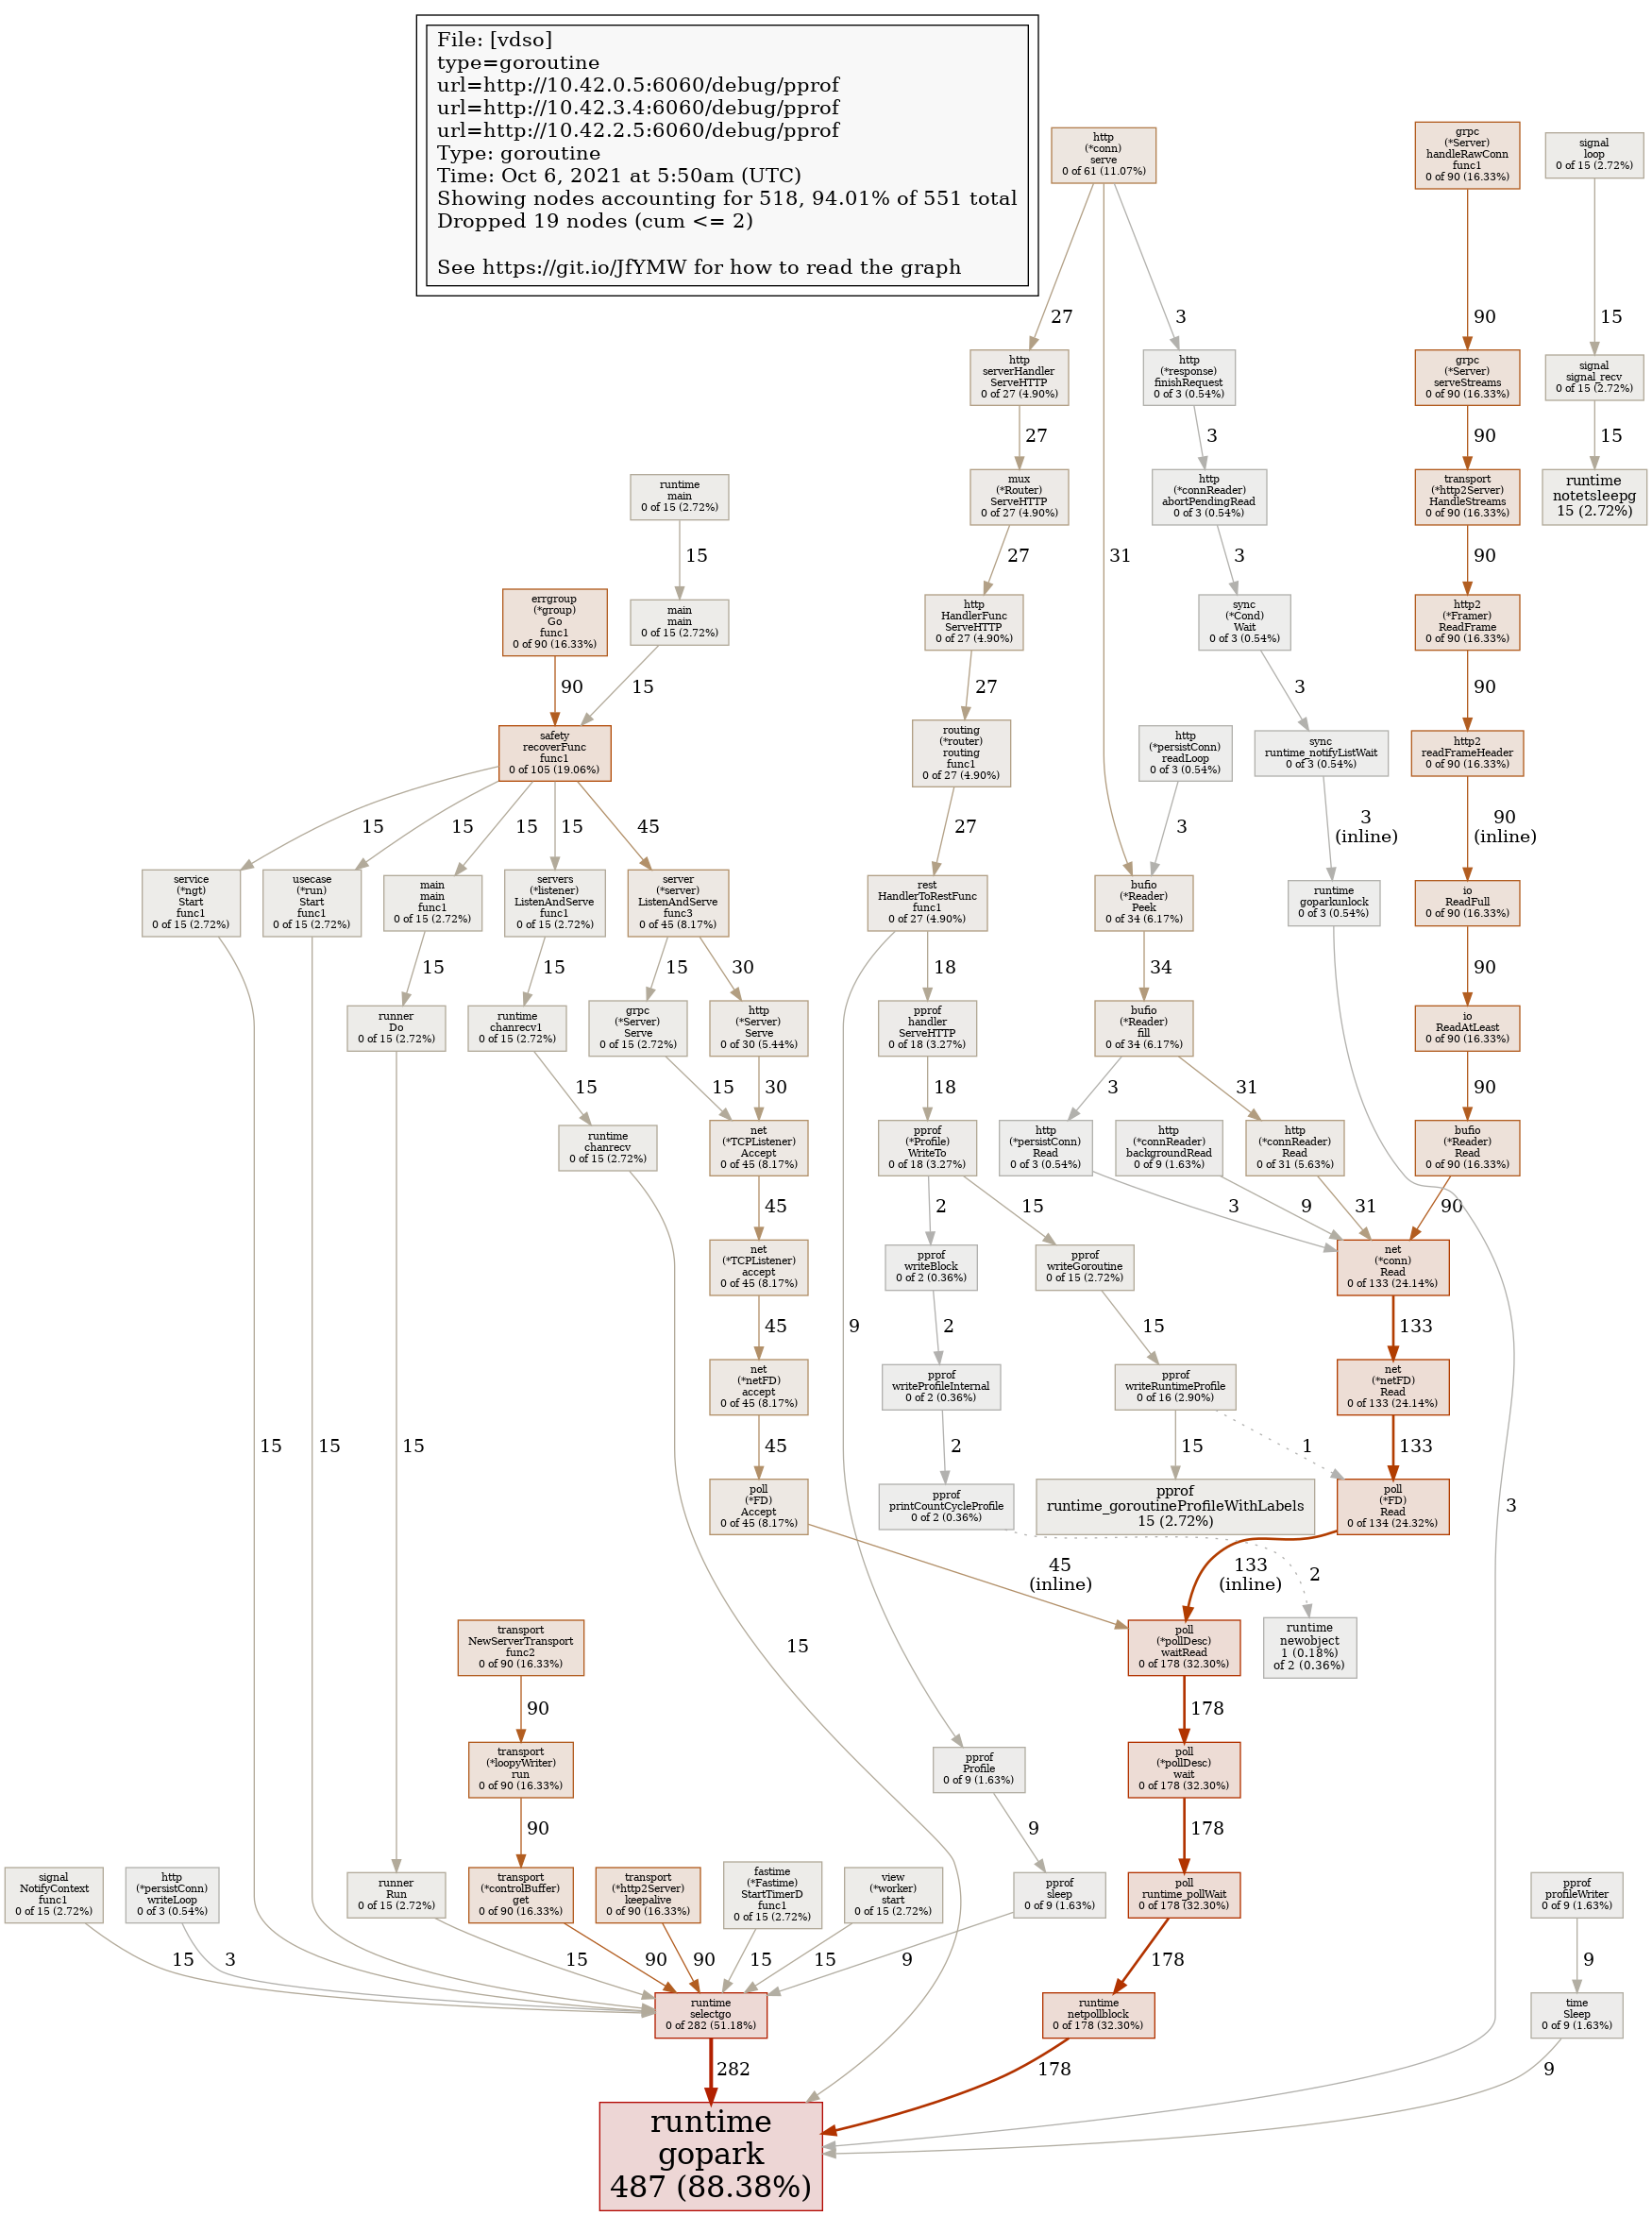 File: [vdso]
type=goroutine
url=http://10.42.0.5:6060/debug/pprof
url=http://10.42.3.4:6060/debug/pprof
url=http://10.42.2.5:6060/debug/pprof
Type: goroutine
Time: Oct 6, 2021 at 5:50am (UTC)
Showing nodes accounting for 518, 94.01% of 551 total
Dropped 19 nodes (cum <= 2)
See https://git.io/JfYMW for how to read the graph
http
(*conn)
serve
0 of 61 (11.07%)
grpc
(*Server)
handleRawConn
func1
0 of 90 (16.33%)
signal
loop
0 of 15 (2.72%)
27
3
90
15
http
serverHandler
ServeHTTP
0 of 27 (4.90%)
http
(*response)
finishRequest
0 of 3 (0.54%)
grpc
(*Server)
serveStreams
0 of 90 (16.33%)
signal
signal_recv
0 of 15 (2.72%)
27
3
90
15
runtime
main
0 of 15 (2.72%)
mux
(*Router)
ServeHTTP
0 of 27 (4.90%)
http
(*connReader)
abortPendingRead
0 of 3 (0.54%)
transport
(*http2Server)
HandleStreams
0 of 90 (16.33%)
runtime
notetsleepg
15 (2.72%)
15
27
31
3
90
errgroup
(*group)
Go
func1
0 of 90 (16.33%)
main
main
0 of 15 (2.72%)
http
HandlerFunc
ServeHTTP
0 of 27 (4.90%)
sync
(*Cond)
Wait
0 of 3 (0.54%)
http2
(*Framer)
ReadFrame
0 of 90 (16.33%)
90
15
27
3
90
safety
recoverFunc
func1
0 of 105 (19.06%)
routing
(*router)
routing
func1
0 of 27 (4.90%)
http
(*persistConn)
readLoop
0 of 3 (0.54%)
sync
runtime_notifyListWait
0 of 3 (0.54%)
http2
readFrameHeader
0 of 90 (16.33%)
15
15
15
15
45
27
3
3
(inline)
90
(inline)
service
(*ngt)
Start
func1
0 of 15 (2.72%)
usecase
(*run)
Start
func1
0 of 15 (2.72%)
main
main
func1
0 of 15 (2.72%)
servers
(*listener)
ListenAndServe
func1
0 of 15 (2.72%)
server
(*server)
ListenAndServe
func3
0 of 45 (8.17%)
rest
HandlerToRestFunc
func1
0 of 27 (4.90%)
bufio
(*Reader)
Peek
0 of 34 (6.17%)
runtime
goparkunlock
0 of 3 (0.54%)
io
ReadFull
0 of 90 (16.33%)
15
15
15
30
18
34
90
runner
Do
0 of 15 (2.72%)
runtime
chanrecv1
0 of 15 (2.72%)
grpc
(*Server)
Serve
0 of 15 (2.72%)
http
(*Server)
Serve
0 of 30 (5.44%)
pprof
handler
ServeHTTP
0 of 18 (3.27%)
bufio
(*Reader)
fill
0 of 34 (6.17%)
io
ReadAtLeast
0 of 90 (16.33%)
15
15
30
18
3
31
90
runtime
chanrecv
0 of 15 (2.72%)
net
(*TCPListener)
Accept
0 of 45 (8.17%)
pprof
(*Profile)
WriteTo
0 of 18 (3.27%)
http
(*persistConn)
Read
0 of 3 (0.54%)
http
(*connReader)
backgroundRead
0 of 9 (1.63%)
http
(*connReader)
Read
0 of 31 (5.63%)
bufio
(*Reader)
Read
0 of 90 (16.33%)
45
2
15
3
9
31
90
net
(*TCPListener)
accept
0 of 45 (8.17%)
pprof
writeBlock
0 of 2 (0.36%)
pprof
writeGoroutine
0 of 15 (2.72%)
net
(*conn)
Read
0 of 133 (24.14%)
45
9
2
15
133
net
(*netFD)
accept
0 of 45 (8.17%)
pprof
writeProfileInternal
0 of 2 (0.36%)
pprof
writeRuntimeProfile
0 of 16 (2.90%)
net
(*netFD)
Read
0 of 133 (24.14%)
15
15
15
45
2
15
1
133
poll
(*FD)
Accept
0 of 45 (8.17%)
pprof
printCountCycleProfile
0 of 2 (0.36%)
pprof
runtime_goroutineProfileWithLabels
15 (2.72%)
poll
(*FD)
Read
0 of 134 (24.32%)
3
45
(inline)
133
(inline)
2
transport
NewServerTransport
func2
0 of 90 (16.33%)
15
poll
(*pollDesc)
waitRead
0 of 178 (32.30%)
runtime
newobject
1 (0.18%)
of 2 (0.36%)
90
178
transport
(*loopyWriter)
run
0 of 90 (16.33%)
pprof
Profile
0 of 9 (1.63%)
poll
(*pollDesc)
wait
0 of 178 (32.30%)
90
9
178
signal
NotifyContext
func1
0 of 15 (2.72%)
http
(*persistConn)
writeLoop
0 of 3 (0.54%)
runner
Run
0 of 15 (2.72%)
transport
(*controlBuffer)
get
0 of 90 (16.33%)
transport
(*http2Server)
keepalive
0 of 90 (16.33%)
fastime
(*Fastime)
StartTimerD
func1
0 of 15 (2.72%)
view
(*worker)
start
0 of 15 (2.72%)
pprof
sleep
0 of 9 (1.63%)
poll
runtime_pollWait
0 of 178 (32.30%)
pprof
profileWriter
0 of 9 (1.63%)
15
3
15
90
90
15
15
9
178
9
runtime
selectgo
0 of 282 (51.18%)
runtime
netpollblock
0 of 178 (32.30%)
time
Sleep
0 of 9 (1.63%)
282
178
9
runtime
gopark
487 (88.38%)